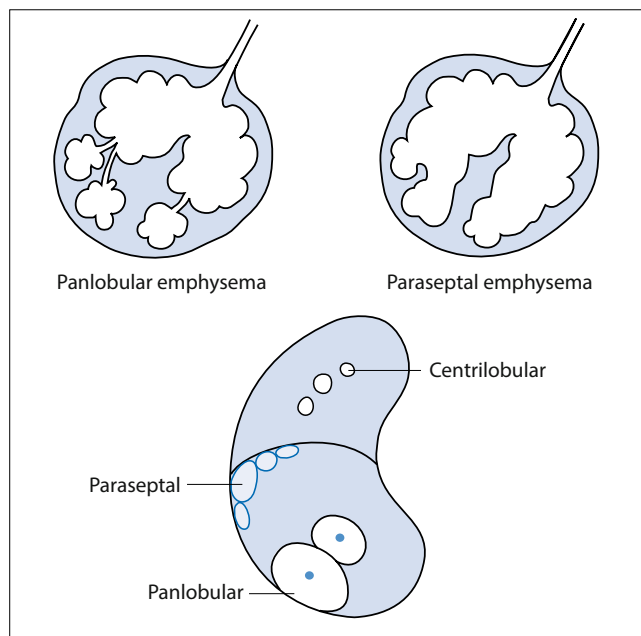 Panlobular emphysema
Paraseptal emphysema
Centrilobular
Paraseptal
Panlobular